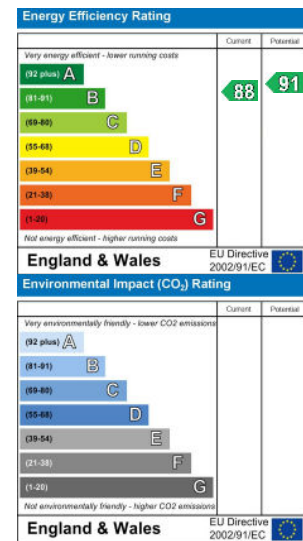 Energy Efficiency Rating
Current Potential
Very energy efficient - lower running costs
(92 plus) A
(81-91) B
(69-80) C
(55-68) D
(39-54) E
(21-38) F
(1-20) G
88 91
Not energy efficient - higher running costs
England & Wales
EU Directive
2002/91/EC
Environmental Impact (CO₂) Rating
Current Potential
Very environmentally friendly - lower CO2 emissions
(92 plus) A
(81-91) B
(69-80) C
(55-68) D
(39-54) E
(21-38) F
(1-20) G
Not environmentally friendly - higher CO2 emissions
England & Wales
EU Directive
2002/91/EC